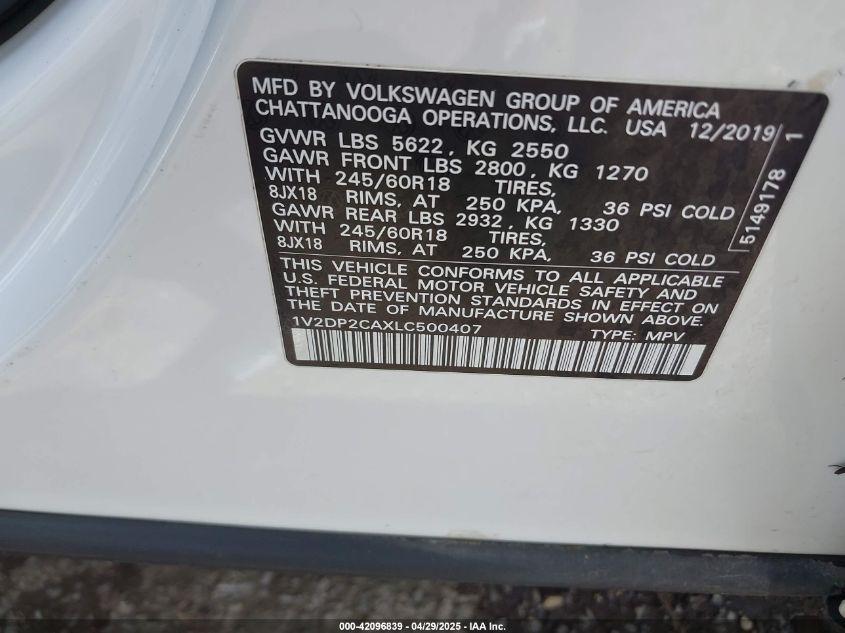 MFD BY VOLKSWAGEN GROUP OF AMERICA
CHATTANOOGA OPERATIONS, LLC. USA 12/2019
GVWR LBS 5622, KG 2550
GAWR FRONT LBS 2800, KG 1270
WITH 245/60R18 TIRES,
8JX18 RIMS, AT 250 KPA, 36 PSI COLD
GAWR REAR LBS 2932, KG 1330
WITH 245/60R18 TIRES,
8JX18 RIMS, AT 250 KPA, 36 PSI COLD
THIS VEHICLE CONFORMS TO ALL APPLICABLE
U.S. FEDERAL MOTOR VEHICLE SAFETY AND
THEFT PREVENTION STANDARDS IN EFFECT ON
THE DATE OF MANUFACTURE SHOWN ABOVE.
1V2DP2CAXLC500407 TYPE: MPV
5149178 1
000-42096839 - 04/29/2025 - IAA Inc.